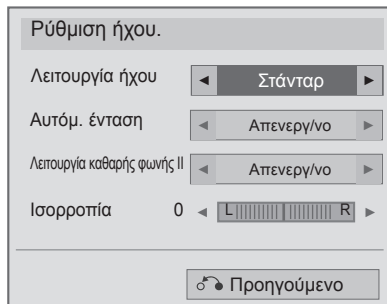 Ρύθμιση ήχου.
Λειτουργία ήχου ◄ Στάνταρ ►
Αυτόμ. ένταση ◄ Απενεργ/νο ►
Λειτουργία καθαρής φωνής II ◄ Απενεργ/νο ►
Ισορροπία 0 ◄ L R ►
Προηγούμενο